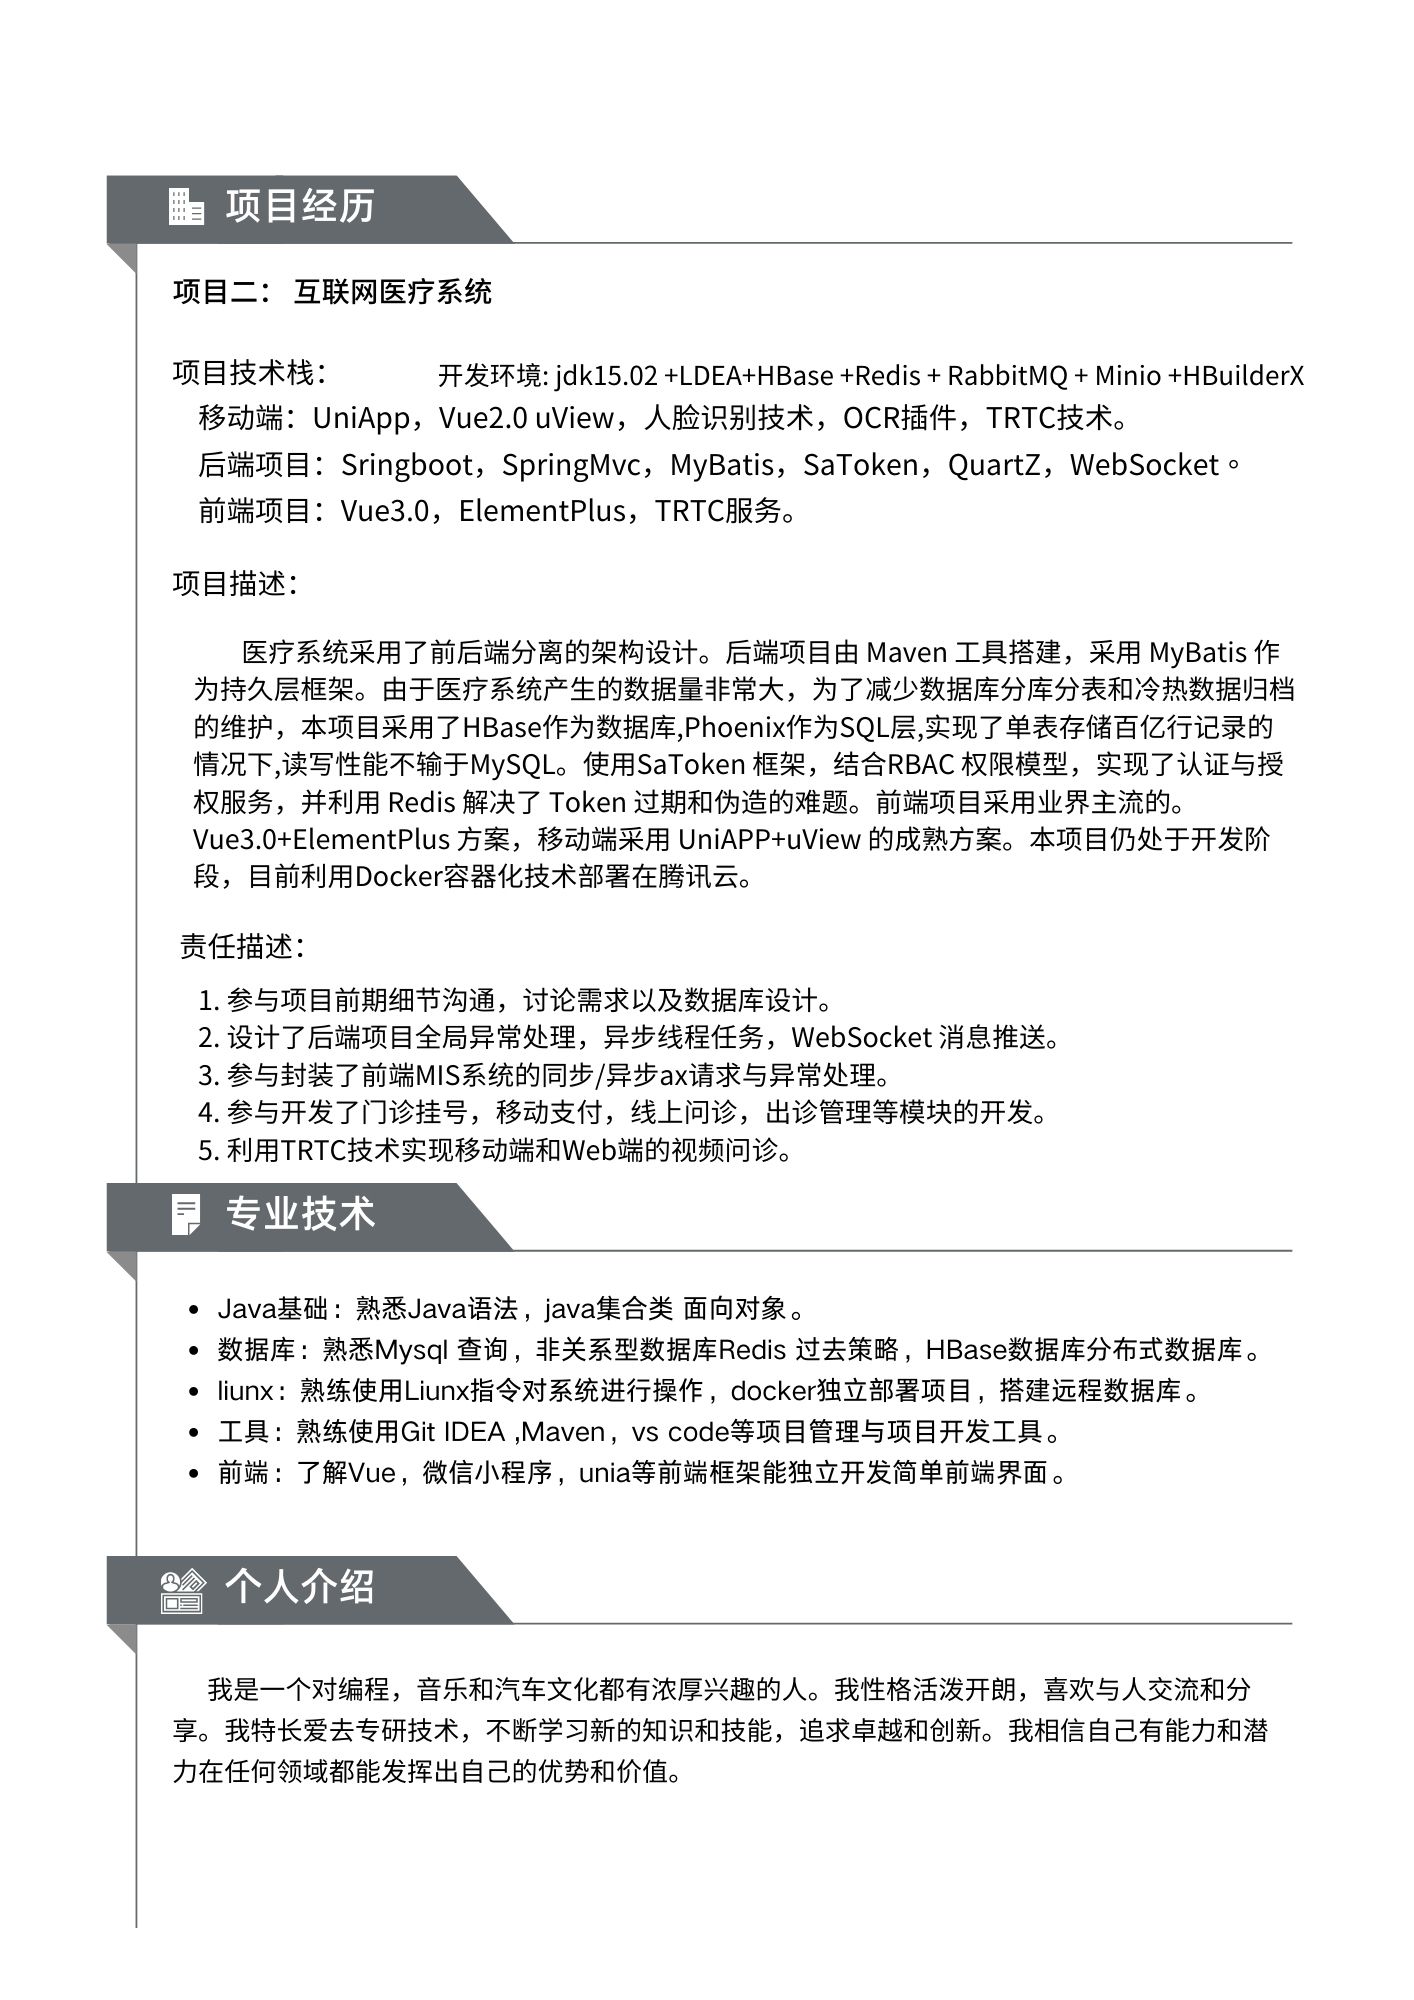 项目经历
项目二： 互联网医疗系统
项目技术栈：
开发环境: jdk15.02 +LDEA+HBase +Redis + RabbitMQ + Minio +HBuilderX
移动端：UniApp，Vue2.0 uView，人脸识别技术，OCR插件，TRTC技术。
后端项目：Sringboot，SpringMvc，MyBatis，SaToken，QuartZ，WebSocket。
前端项目：Vue3.0，ElementPlus，TRTC服务。
项目描述：
医疗系统采用了前后端分离的架构设计。后端项目由 Maven 工具搭建，采用 MyBatis 作
为持久层框架。由于医疗系统产生的数据量非常大，为了减少数据库分库分表和冷热数据归档
的维护，本项目采用了HBase作为数据库,Phoenix作为SQL层,实现了单表存储百亿行记录的
情况下,读写性能不输于MySQL。使用SaToken 框架，结合RBAC 权限模型，实现了认证与授
权服务，并利用 Redis 解决了 Token 过期和伪造的难题。前端项目采用业界主流的。
Vue3.0+ElementPlus 方案，移动端采用 UniAPP+uView 的成熟方案。本项目仍处于开发阶
段，目前利用Docker容器化技术部署在腾讯云。
责任描述：
1. 参与项目前期细节沟通，讨论需求以及数据库设计。
2. 设计了后端项目全局异常处理，异步线程任务，WebSocket 消息推送。
3. 参与封装了前端MIS系统的同步/异步ax请求与异常处理。
4. 参与开发了门诊挂号，移动支付，线上问诊，出诊管理等模块的开发。
5. 利用TRTC技术实现移动端和Web端的视频问诊。
专业技术
• Java基础：熟悉Java语法，java集合类 面向对象。
• 数据库：熟悉Mysql 查询，非关系型数据库Redis 过去策略，HBase数据库分布式数据库。
• liunx：熟练使用Liunx指令对系统进行操作，docker独立部署项目，搭建远程数据库。
• 工具：熟练使用Git IDEA ,Maven，vs code等项目管理与项目开发工具。
• 前端：了解Vue，微信小程序，unia等前端框架能独立开发简单前端界面。
个人介绍
我是一个对编程，音乐和汽车文化都有浓厚兴趣的人。我性格活泼开朗，喜欢与人交流和分
享。我特长爱去专研技术，不断学习新的知识和技能，追求卓越和创新。我相信自己有能力和潜
力在任何领域都能发挥出自己的优势和价值。